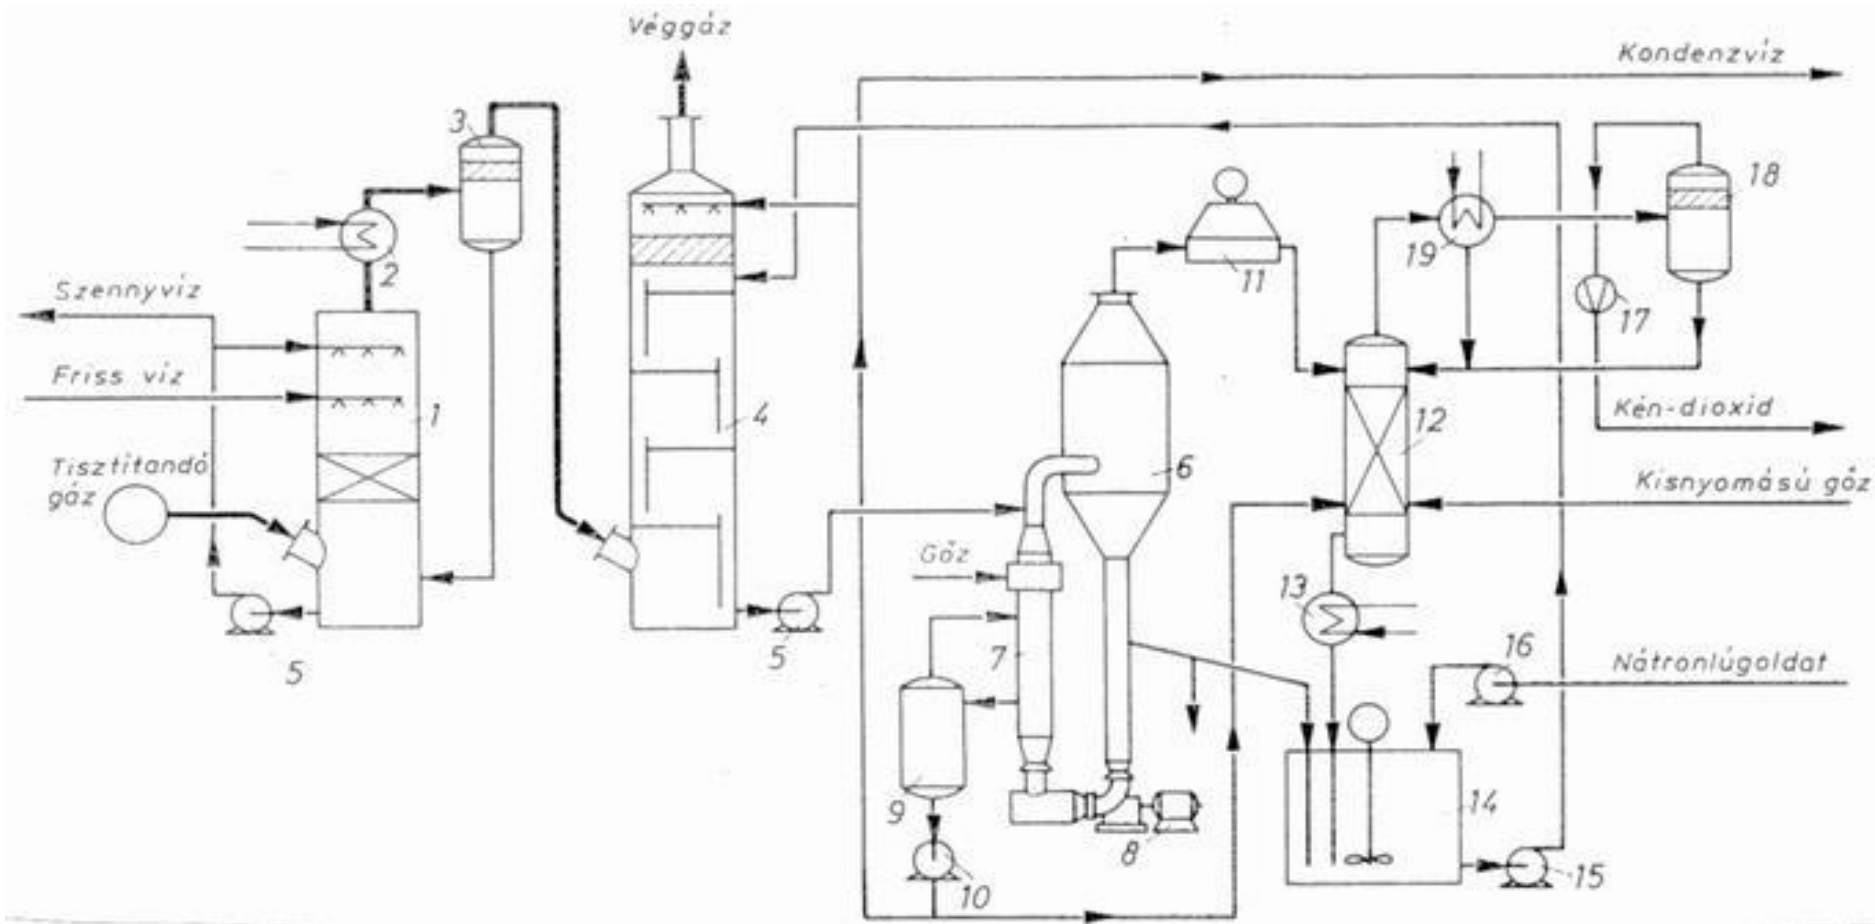 Véggáz
Kondenzvíz
3
18
2
19
11
17
Szennyvíz
Friss víz
1
4
12
Kén-dioxid
Tisztítandó
gáz
6
Kisnyomású gőz
Gőz
13
5
5
7
16
Nátronlúgoldat
9
8
14
10
15